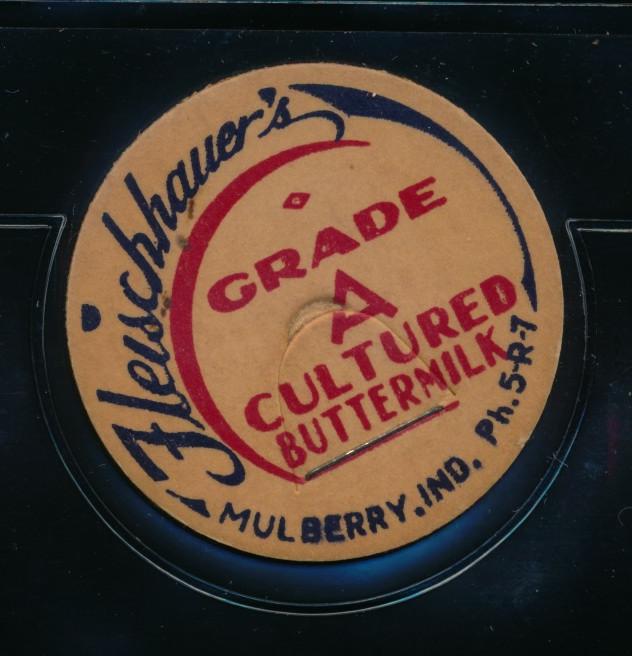 Fleischhauer's
GRADE
A
CULTURED
BUTTERMILK
MULBERRY, IND. Ph. 5-R-7